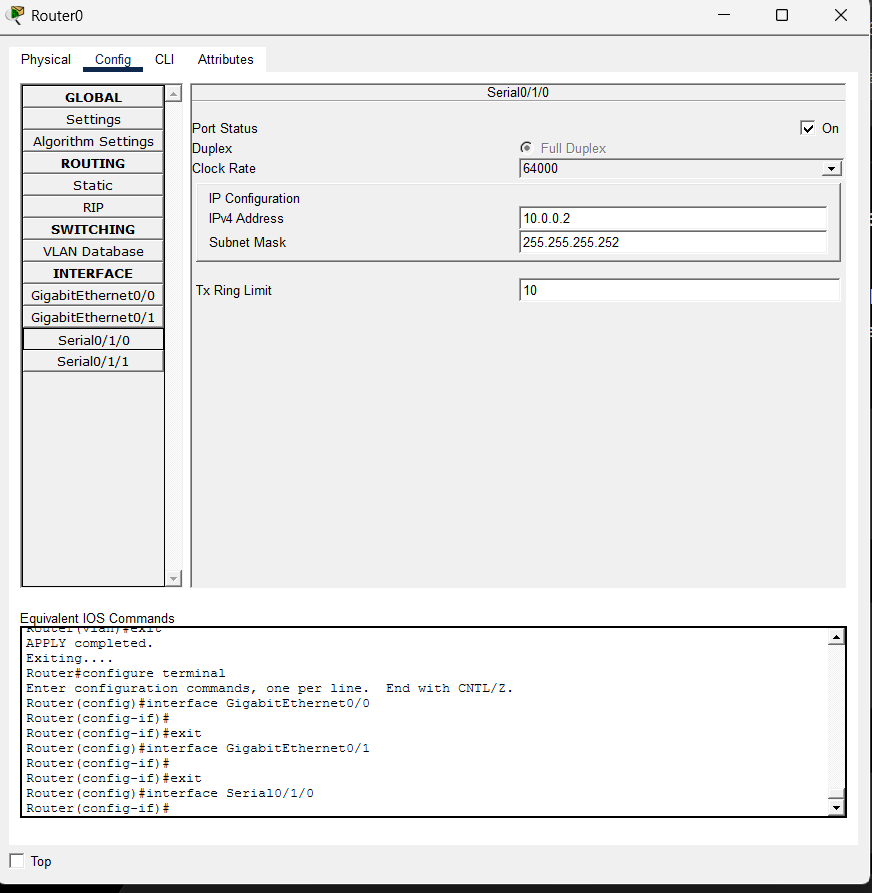 Router0
Physical Config CLI Attributes
GLOBAL
Settings
Algorithm Settings
ROUTING
Static
RIP
SWITCHING
VLAN Database
INTERFACE
GigabitEthernet0/0
GigabitEthernet0/1
Serial0/1/0
Serial0/1/1
Serial0/1/0
Port Status On
Duplex Full Duplex
Clock Rate 64000
IP Configuration
IPv4 Address 10.0.0.2
Subnet Mask 255.255.255.252
Tx Ring Limit 10
Equivalent IOS Commands
Router(vlan)#exit
APPLY completed.
Exiting....
Router#configure terminal
Enter configuration commands, one per line.  End with CNTL/Z.
Router(config)#interface GigabitEthernet0/0
Router(config-if)#
Router(config-if)#exit
Router(config)#interface GigabitEthernet0/1
Router(config-if)#
Router(config-if)#exit
Router(config)#interface Serial0/1/0
Router(config-if)#
Top